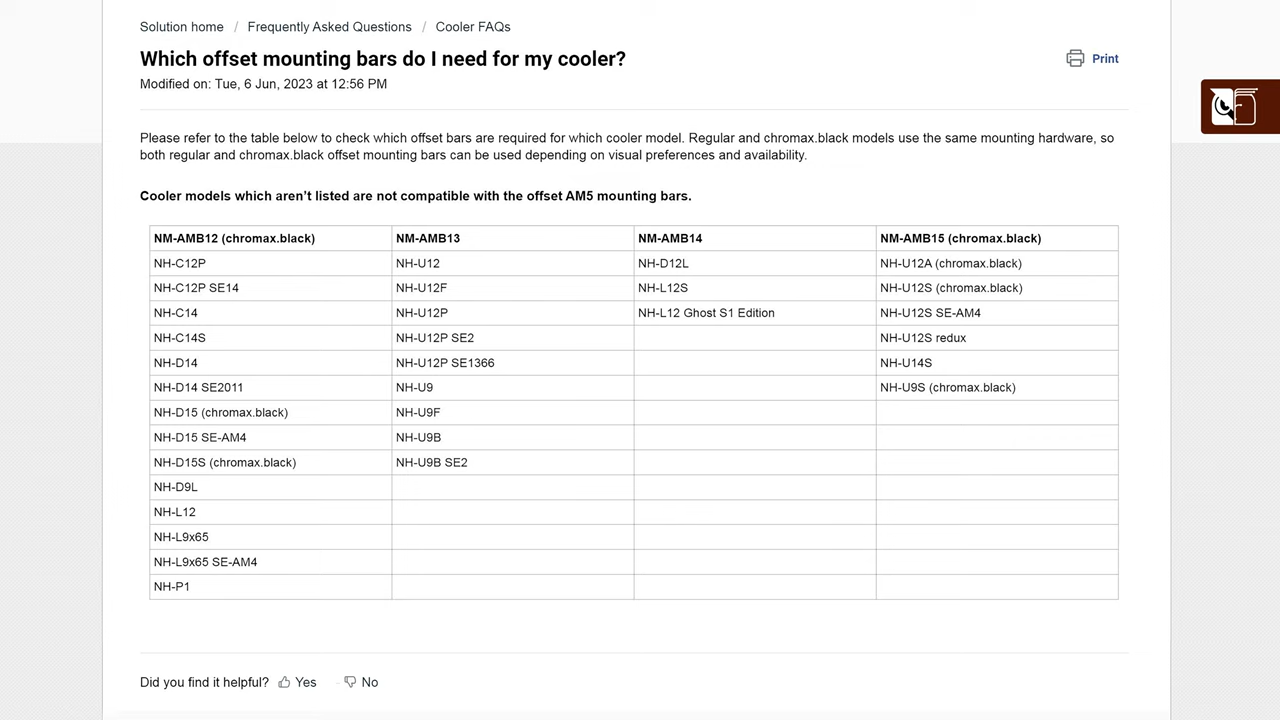 Solution home / Frequently Asked Questions / Cooler FAQs
Which offset mounting bars do I need for my cooler?
Print
Modified on: Tue, 6 Jun, 2023 at 12:56 PM
Please refer to the table below to check which offset bars are required for which cooler model. Regular and chromax.black models use the same mounting hardware, so
both regular and chromax.black offset mounting bars can be used depending on visual preferences and availability.
Cooler models which aren't listed are not compatible with the offset AM5 mounting bars.
NM-AMB12 (chromax.black) NM-AMB13 NM-AMB14 NM-AMB15 (chromax.black)
NH-C12P NH-U12 NH-D12L NH-U12A (chromax.black)
NH-C12P SE14 NH-U12F NH-L12S NH-U12S (chromax.black)
NH-C14 NH-U12P NH-L12 Ghost S1 Edition NH-U12S SE-AM4
NH-C14S NH-U12P SE2 NH-U12S redux
NH-D14 NH-U12P SE1366 NH-U14S
NH-D14 SE2011 NH-U9 NH-U9S (chromax.black)
NH-D15 (chromax.black) NH-U9F
NH-D15 SE-AM4 NH-U9B
NH-D15S (chromax.black) NH-U9B SE2
NH-D9L
NH-L12
NH-L9x65
NH-L9x65 SE-AM4
NH-P1
Did you find it helpful? Yes No